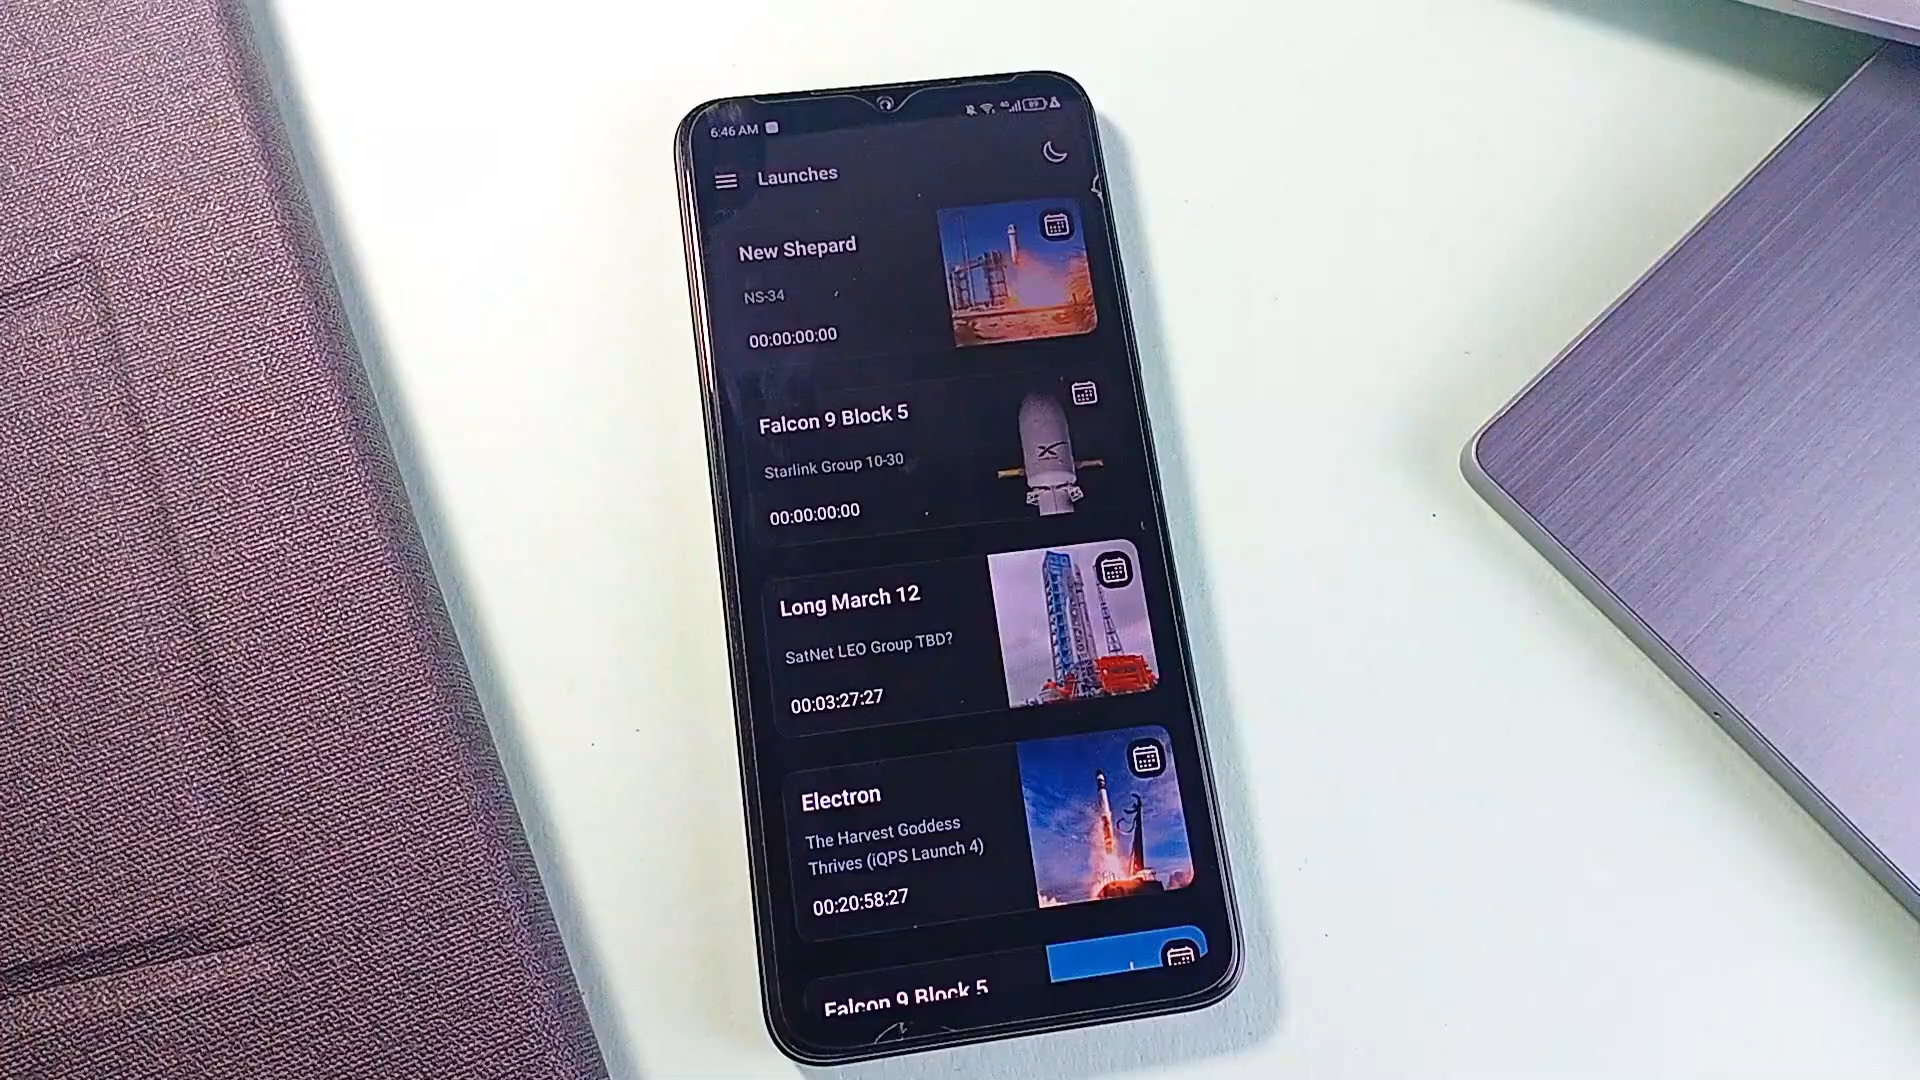 6:46 AM
4G
89
Launches
New Shepard
NS-34
00:00:00:00
Falcon 9 Block 5
Starlink Group 10-30
00:00:00:00
Long March 12
SatNet LEO Group TBD?
00:03:27:27
Electron
The Harvest Goddess
Thrives (iQPS Launch 4)
00:20:58:27
Falcon 9 Block 5